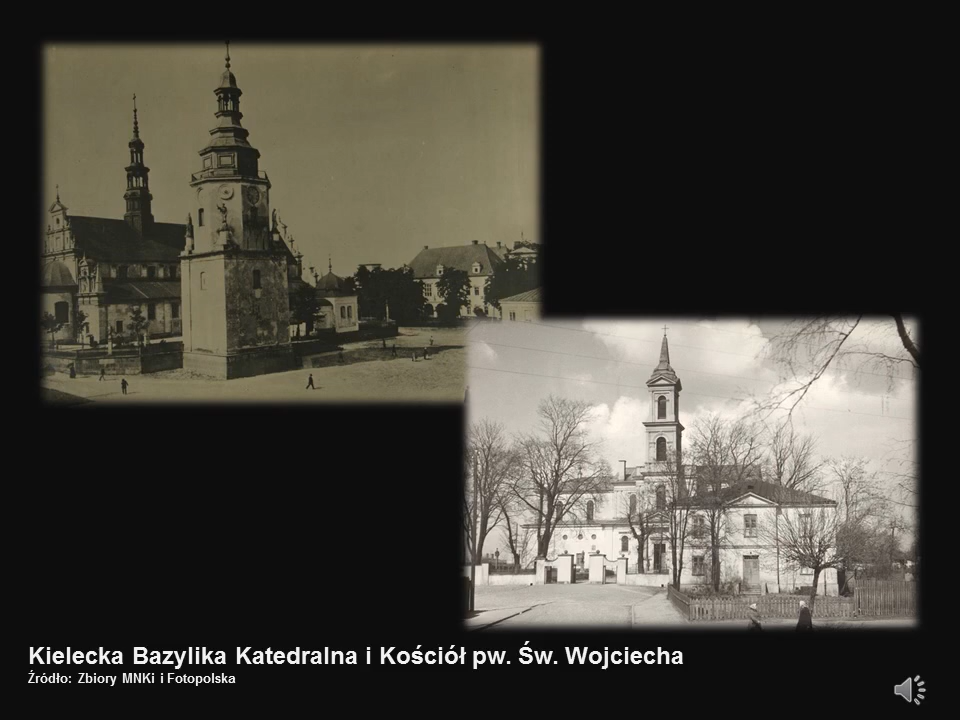 Kielecka Bazylika Katedralna i Kościół pw. Św. Wojciecha
Źródło: Zbiory MNKi i Fotopolska